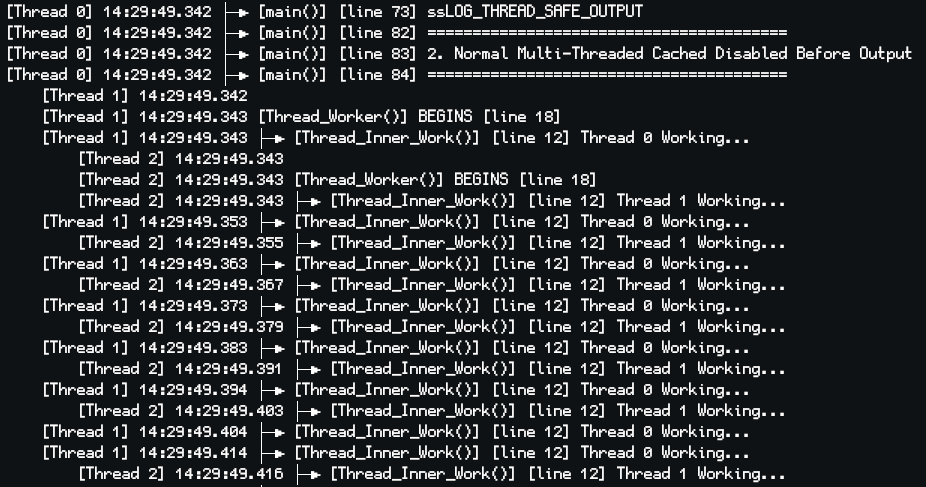 [Thread 0] 14:29:49.342 ├─► [main()] [line 73] ssLOG_THREAD_SAFE_OUTPUT
[Thread 0] 14:29:49.342 ├─► [main()] [line 82] ========================================
[Thread 0] 14:29:49.342 ├─► [main()] [line 83] 2. Normal Multi-Threaded Cached Disabled Before Output
[Thread 0] 14:29:49.342 ├─► [main()] [line 84] ========================================
    [Thread 1] 14:29:49.342
    [Thread 1] 14:29:49.343 [Thread_Worker()] BEGINS [line 18]
    [Thread 1] 14:29:49.343 ├─► [Thread_Inner_Work()] [line 12] Thread 0 Working...
        [Thread 2] 14:29:49.343
        [Thread 2] 14:29:49.343 [Thread_Worker()] BEGINS [line 18]
        [Thread 2] 14:29:49.343 ├─► [Thread_Inner_Work()] [line 12] Thread 1 Working...
    [Thread 1] 14:29:49.353 ├─► [Thread_Inner_Work()] [line 12] Thread 0 Working...
        [Thread 2] 14:29:49.355 ├─► [Thread_Inner_Work()] [line 12] Thread 1 Working...
    [Thread 1] 14:29:49.363 ├─► [Thread_Inner_Work()] [line 12] Thread 0 Working...
        [Thread 2] 14:29:49.367 ├─► [Thread_Inner_Work()] [line 12] Thread 1 Working...
    [Thread 1] 14:29:49.373 ├─► [Thread_Inner_Work()] [line 12] Thread 0 Working...
        [Thread 2] 14:29:49.379 ├─► [Thread_Inner_Work()] [line 12] Thread 1 Working...
    [Thread 1] 14:29:49.383 ├─► [Thread_Inner_Work()] [line 12] Thread 0 Working...
        [Thread 2] 14:29:49.391 ├─► [Thread_Inner_Work()] [line 12] Thread 1 Working...
    [Thread 1] 14:29:49.394 ├─► [Thread_Inner_Work()] [line 12] Thread 0 Working...
        [Thread 2] 14:29:49.403 ├─► [Thread_Inner_Work()] [line 12] Thread 1 Working...
    [Thread 1] 14:29:49.404 ├─► [Thread_Inner_Work()] [line 12] Thread 0 Working...
    [Thread 1] 14:29:49.414 ├─► [Thread_Inner_Work()] [line 12] Thread 0 Working...
        [Thread 2] 14:29:49.416 ├─► [Thread_Inner_Work()] [line 12] Thread 1 Working...